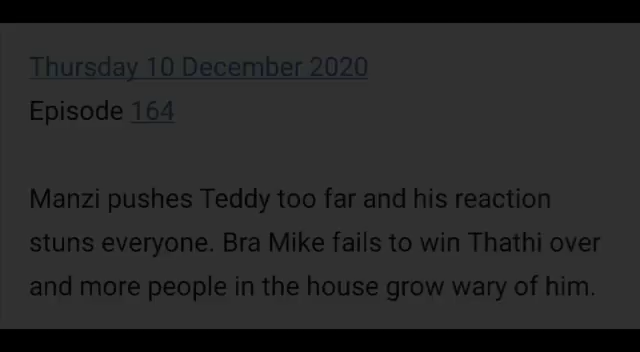 Thursday 10 December 2020
Episode 164
Manzi pushes Teddy too far and his reaction
stuns everyone. Bra Mike fails to win Thathi over
and more people in the house grow wary of him.